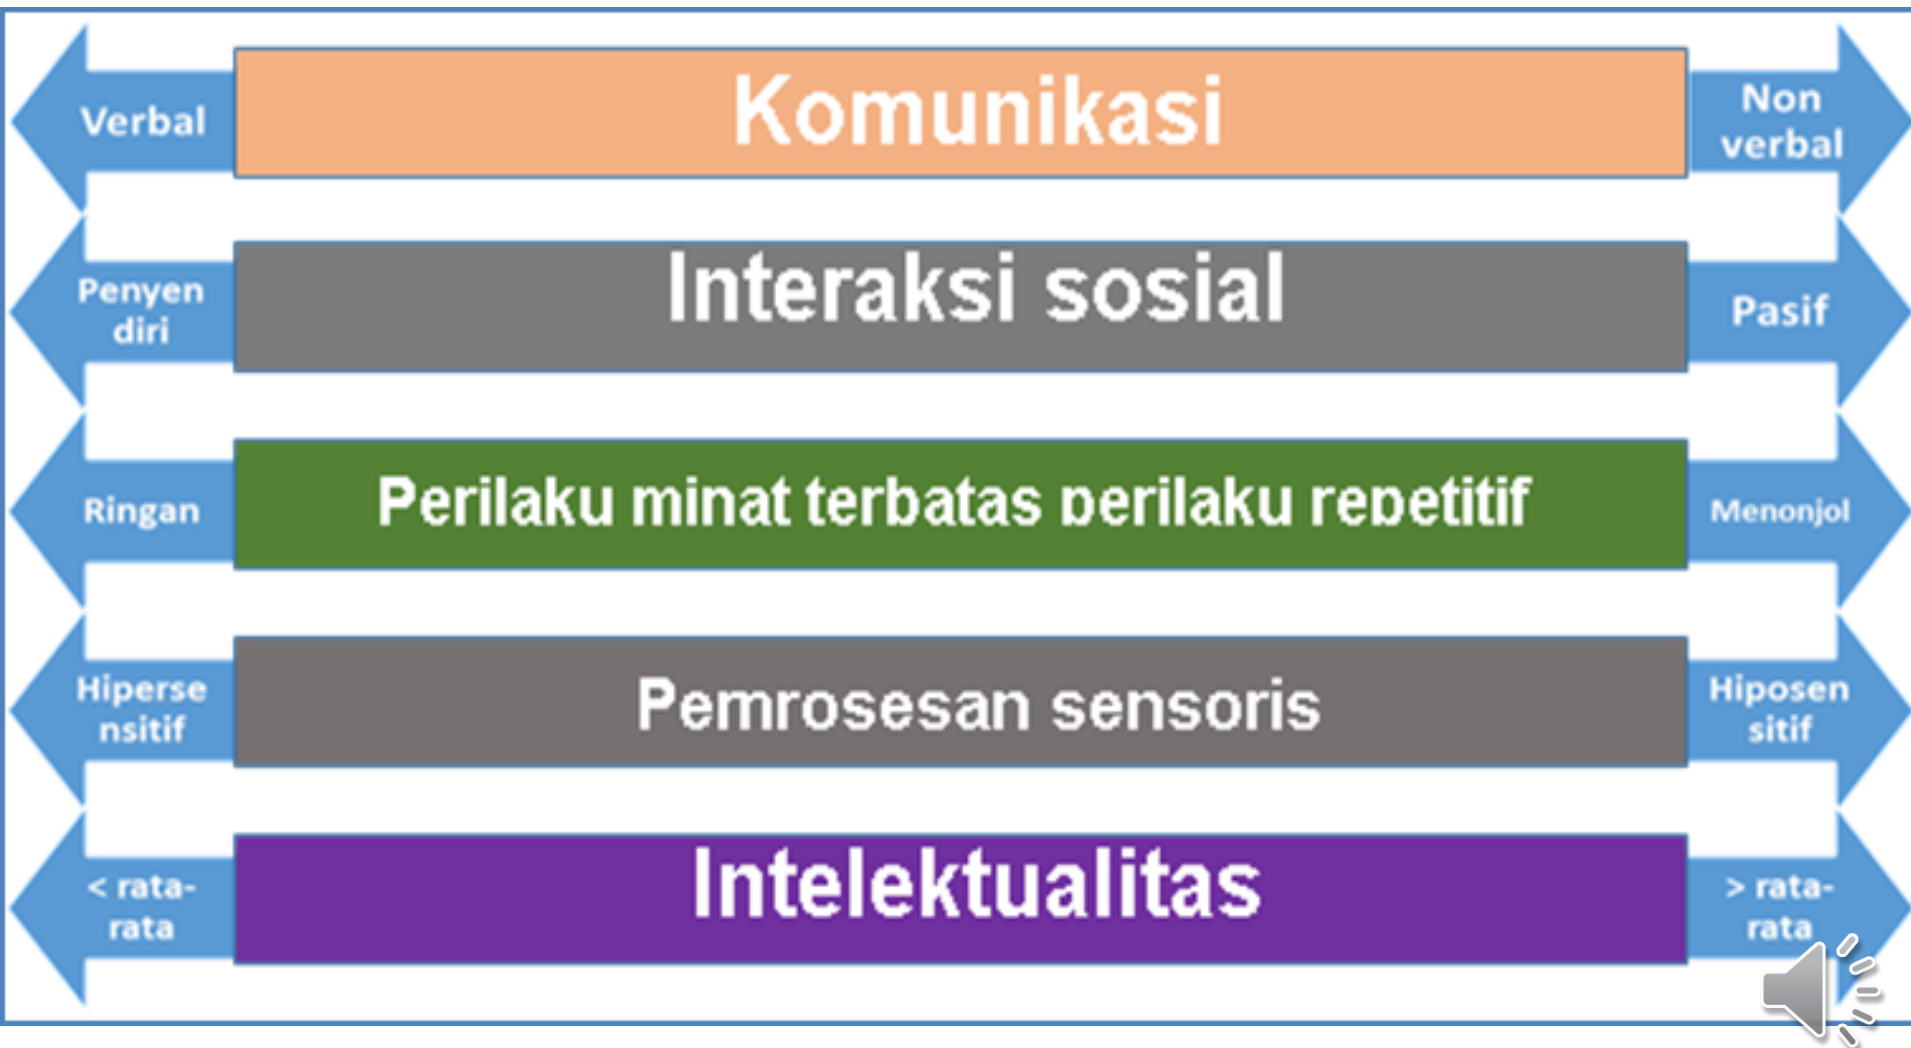 Verbal
Komunikasi
Non
verbal
Penyen
diri
Interaksi sosial
Pasif
Ringan
Perilaku minat terbatas perilaku repetitif
Menonjol
Hiperse
nsitif
Pemrosesan sensoris
Hiposen
sitif
< rata-
rata
Intelektualitas
> rata-
rata